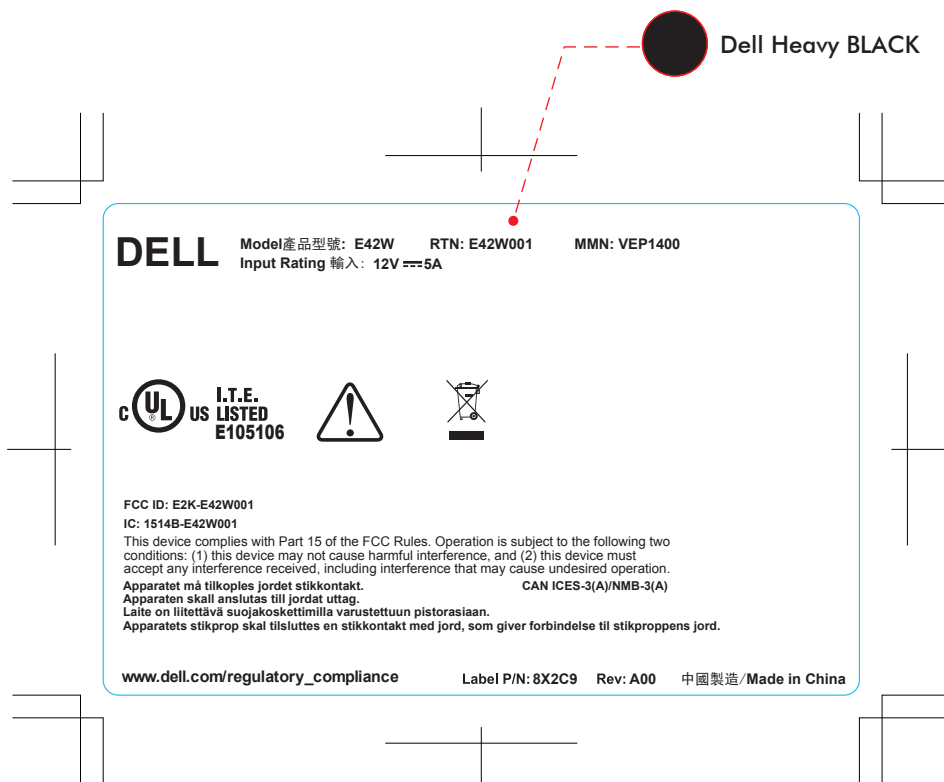 Dell Heavy BLACK
DELL
Model產品型號: E42W RTN: E42W001 MMN: VEP1400
Input Rating 輸入: 12V 5A
C UL ® US I.T.E. LISTED E105106
FCC ID: E2K-E42W001
IC: 1514B-E42W001
This device complies with Part 15 of the FCC Rules. Operation is subject to the following two
conditions: (1) this device may not cause harmful interference, and (2) this device must
accept any interference received, including interference that may cause undesired operation.
Apparatet må tilkoples jordet stikkontakt. CAN ICES-3(A)/NMB-3(A)
Apparaten skall anslutas till jordat uttag.
Laite on liitettävä suojakoskettimilla varustettuun pistorasiaan.
Apparatets stikprop skal tilsluttes en stikkontakt med jord, som giver forbindelse til stikproppens jord.
www.dell.com/regulatory_compliance Label P/N: 8X2C9 Rev: A00 中國製造/Made in China